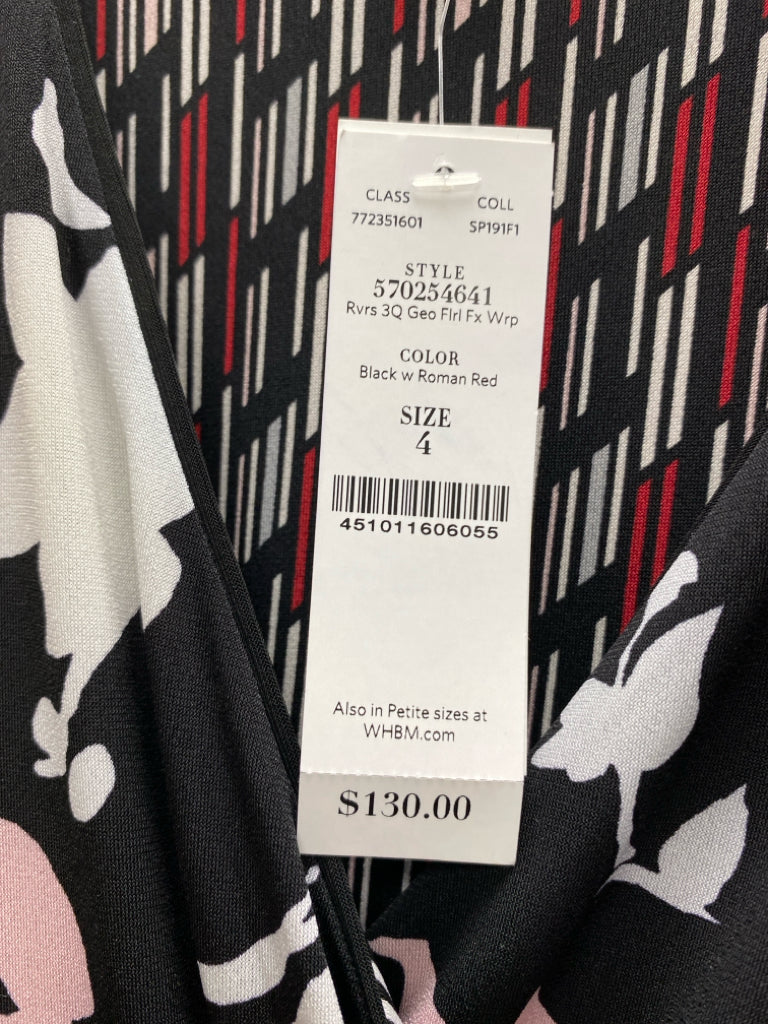 CLASS COLL
772351601 SP191F1
STYLE
570254641
Rvrs 3Q Geo Flrl Fx Wrp
COLOR
Black w Roman Red
SIZE
4
451011606055
Also in Petite sizes at
WHBM.com
$130.00